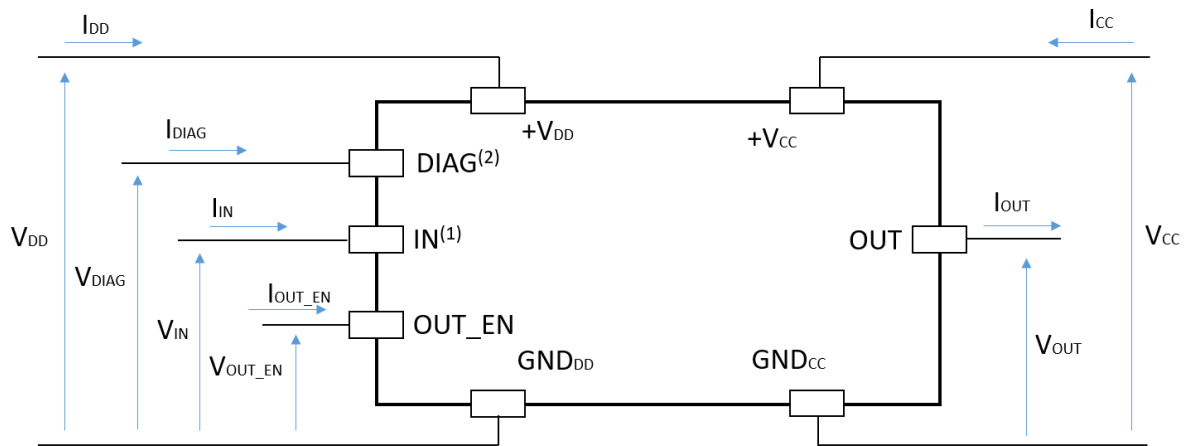 IDD
ICC
+VDD
+VCC
IDIAG
DIAG(2)
IIN
IN(1)
IOUT
OUT
VDD
VCC
VDIAG
IOUT_EN
OUT_EN
VIN
VOUT
VOUT_EN
GNDDD
GNDCC